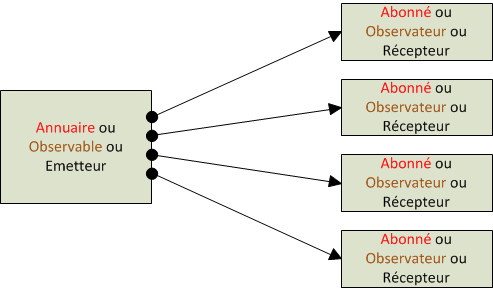 Abonné ou
Observateur ou
Récepteur
Abonné ou
Observateur ou
Récepteur
Annuaire ou
Observable ou
Emetteur
Abonné ou
Observateur ou
Récepteur
Abonné ou
Observateur ou
Récepteur